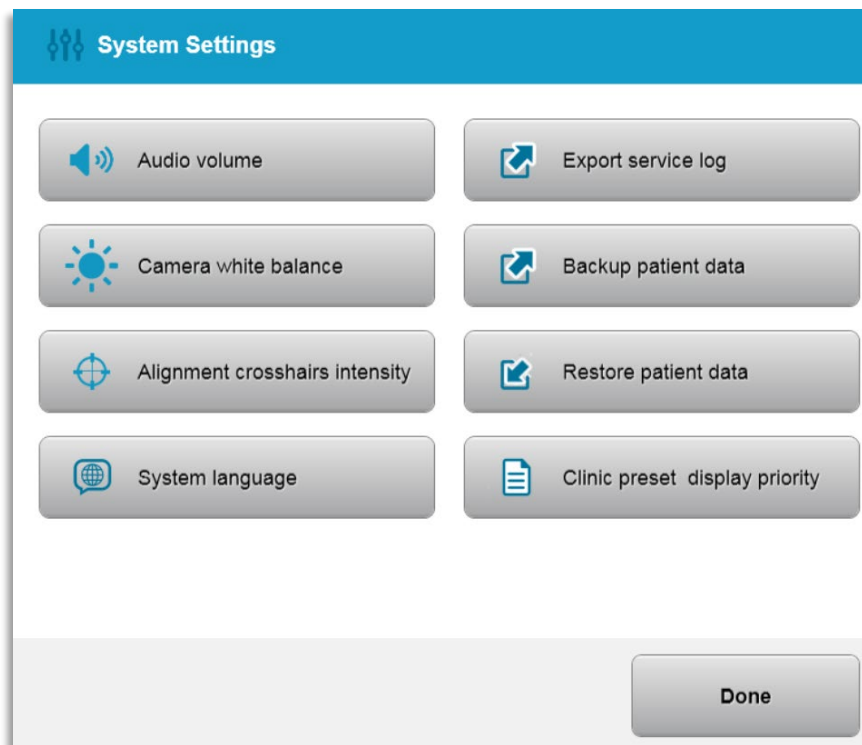 System Settings
Audio volume
Export service log
Camera white balance
Backup patient data
Alignment crosshairs intensity
Restore patient data
System language
Clinic preset display priority
Done